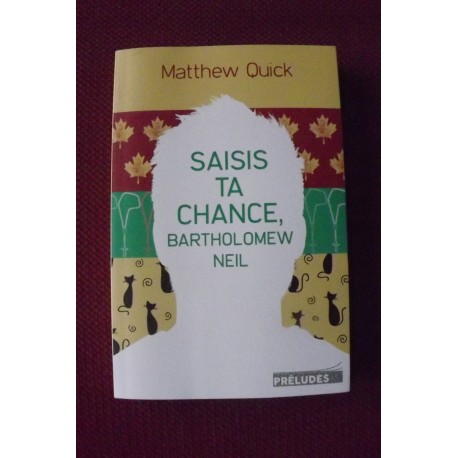 Matthew Quick
SAISIS
TA
CHANCE,
BARTHOLOMEW
NEIL
PRÉLUDES